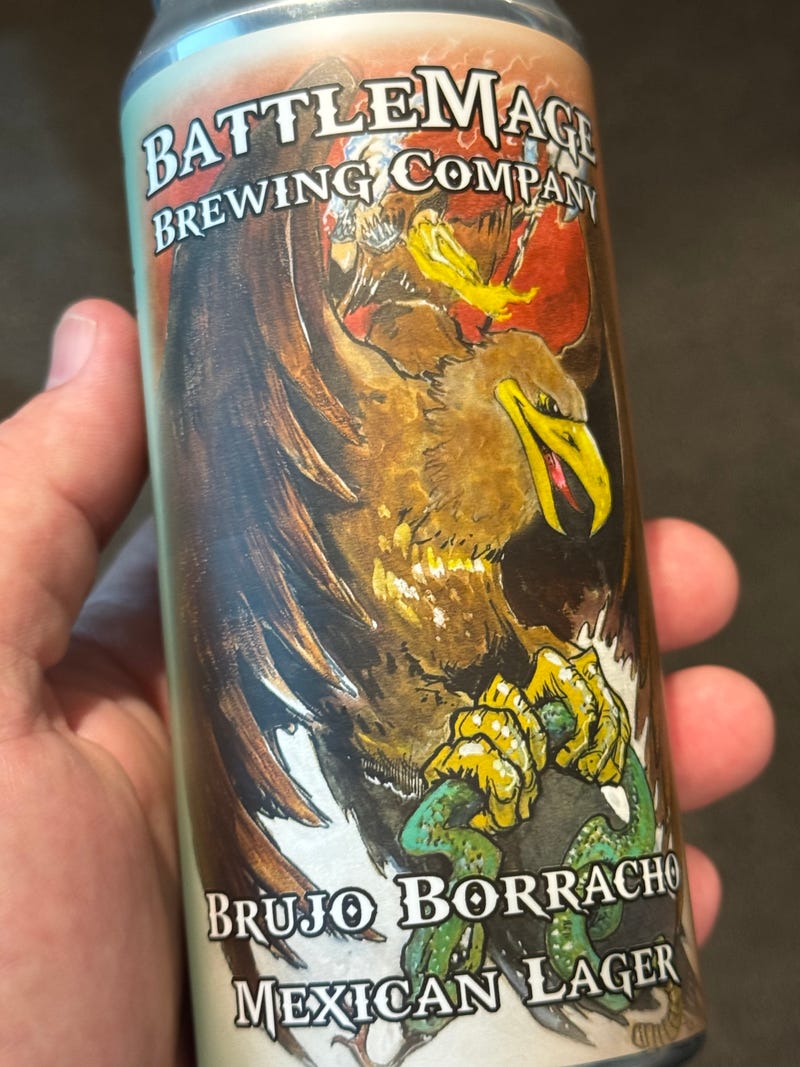 BATTLEMAGE
BREWING COMPANY
BRUJO BORRACHO
MEXICAN LAGER